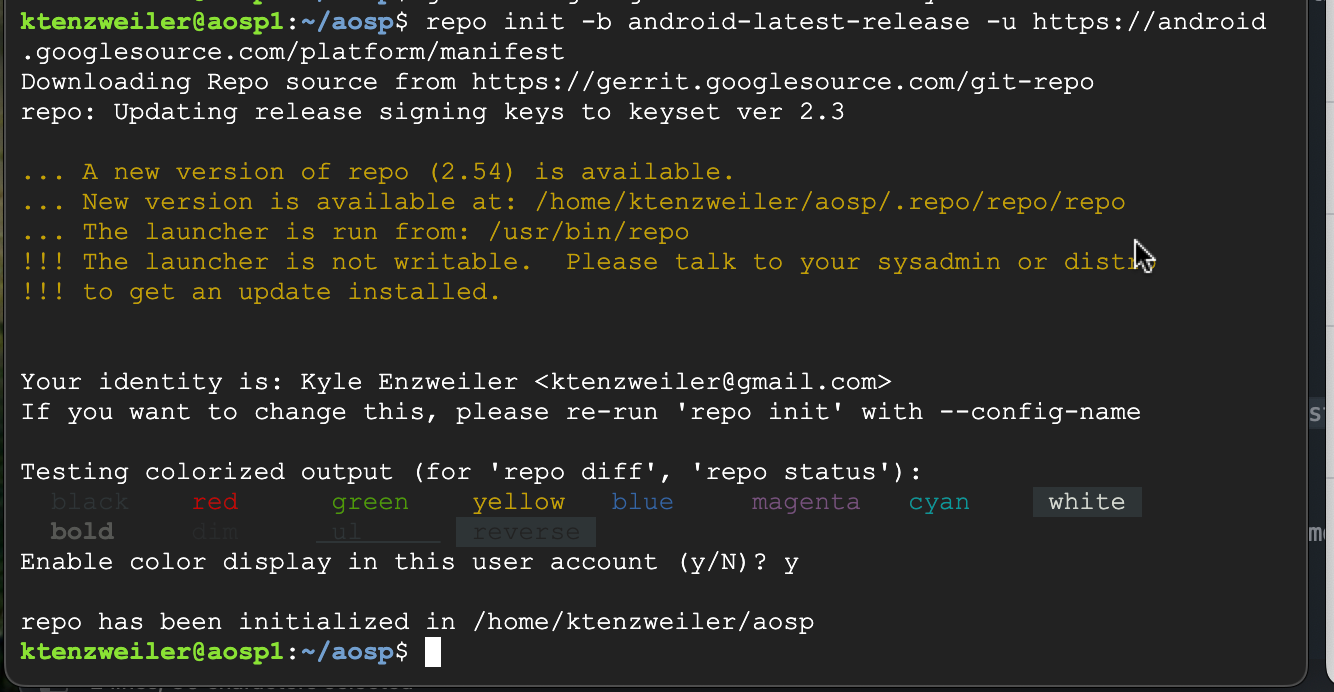 ktenzweiler@aosp1:~/aosp$ repo init -b android-latest-release -u https://android
.googlesource.com/platform/manifest
Downloading Repo source from https://gerrit.googlesource.com/git-repo
repo: Updating release signing keys to keyset ver 2.3
... A new version of repo (2.54) is available.
... New version is available at: /home/ktenzweiler/aosp/.repo/repo/repo
... The launcher is run from: /usr/bin/repo
!!! The launcher is not writable.  Please talk to your sysadmin or distro
!!! to get an update installed.
Your identity is: Kyle Enzweiler <ktenzweiler@gmail.com>
If you want to change this, please re-run 'repo init' with --config-name
Testing colorized output (for 'repo diff', 'repo status'):
black red green yellow blue magenta cyan white
bold dim ul reverse
Enable color display in this user account (y/N)? y
repo has been initialized in /home/ktenzweiler/aosp
ktenzweiler@aosp1:~/aosp$